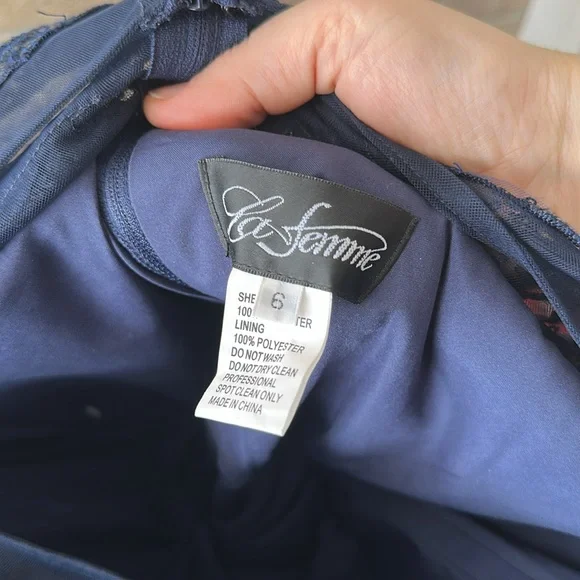 La Femme
6
SHE
100 TER
LINING
100% POLYESTER
DO NOT WASH
DO NOT DRY CLEAN
PROFESSIONAL
SPOT CLEAN ONLY
MADE IN CHINA